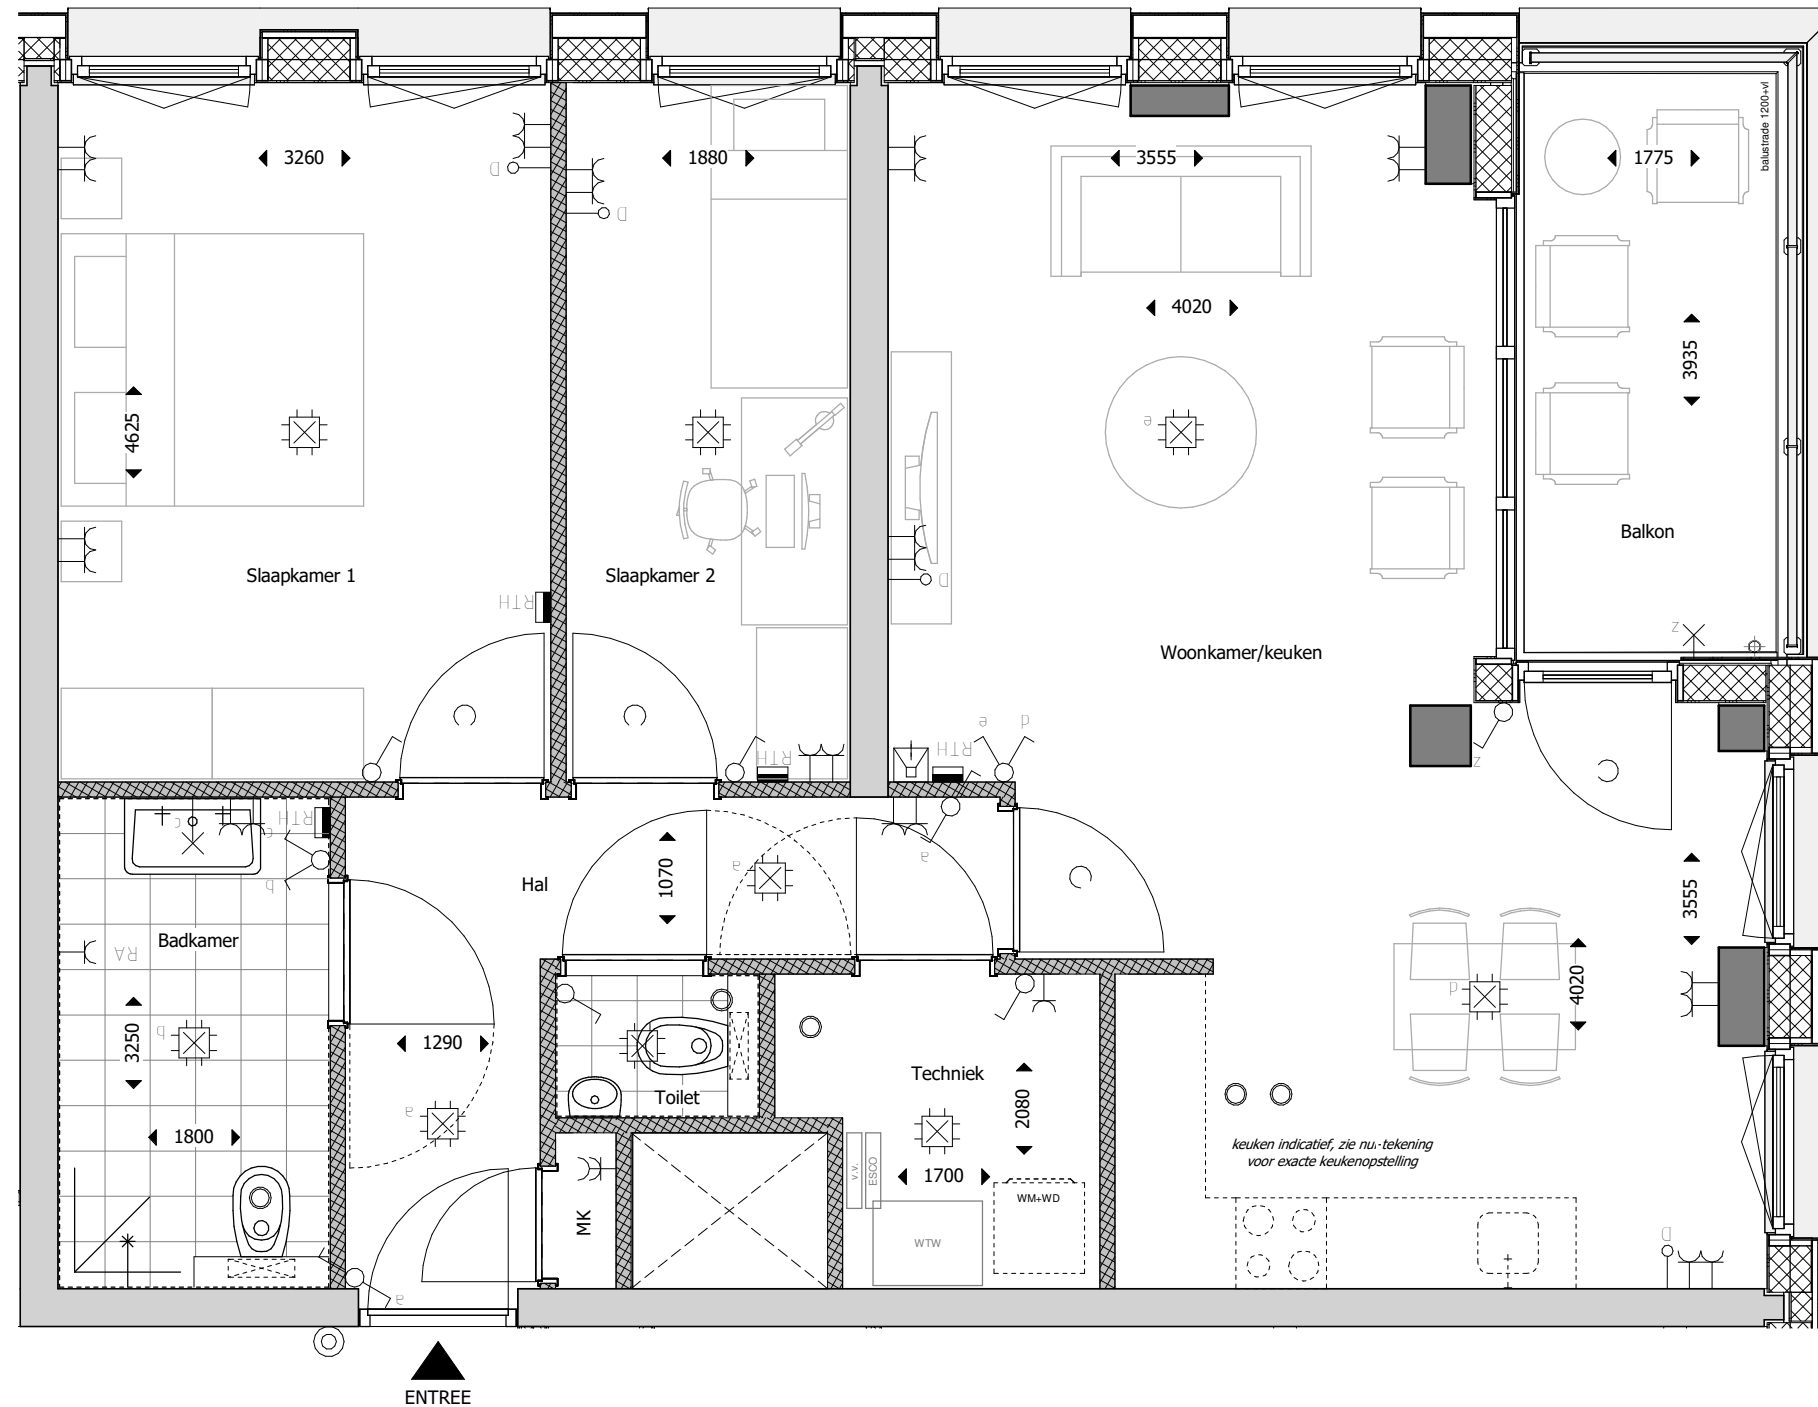 3260
1880
3555
1775
balustrade 1200+vl
D
D
4020
3935
e
4625
Balkon
Slaapkamer 1
Slaapkamer 2
D
RTH
z
Woonkamer/keuken
e
d
RTH
RTH
z
c
c
RTH
a
b
1070
a
Hal
3555
Badkamer
RA
4020
d
3250
b
1290
Techniek
Toilet
2080
a
1800
keuken indicatief, zie nul-tekening
voor exacte keukenopstelling
v.v.
ESCO
1700
WM+WD
MK
WTW
D
a
ENTREE